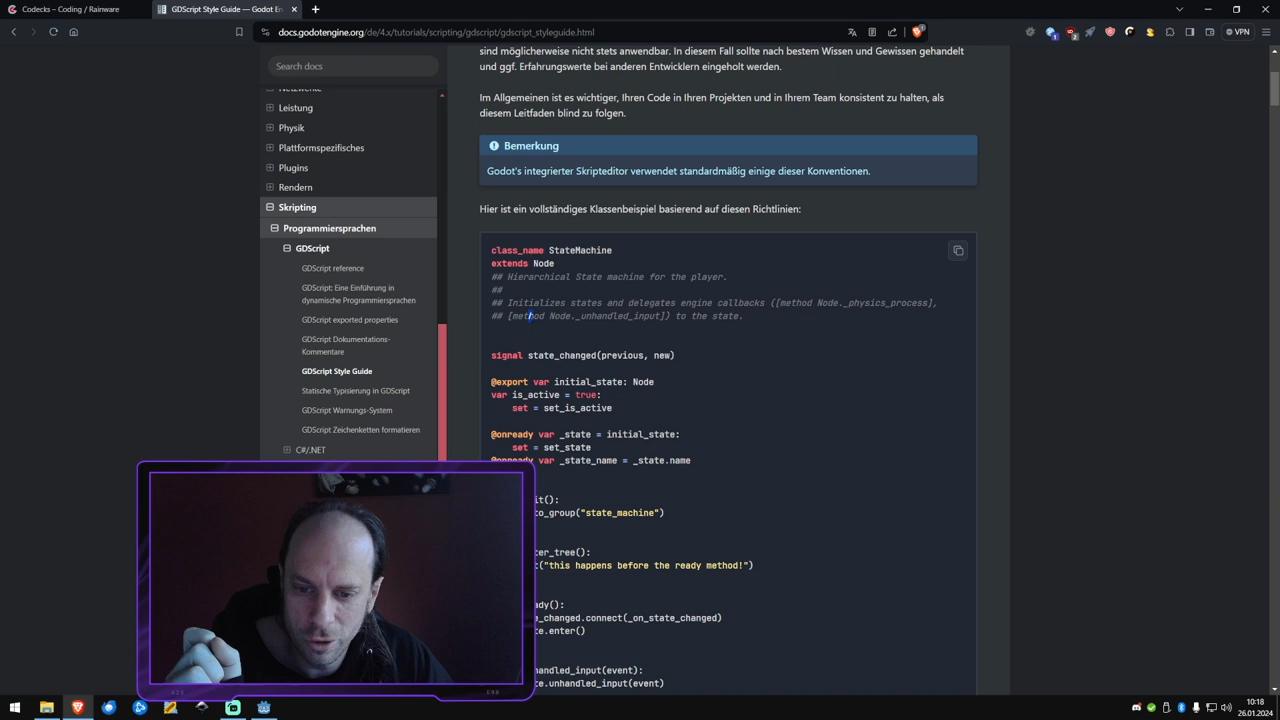 Codecks – Coding / Rainware
GDScript Style Guide — Godot En
docs.godotengine.org/de/4.x/tutorials/scripting/gdscript/gdscript_styleguide.html
VPN
Search docs
Leistung
Physik
Plattformspezifisches
Plugins
Rendern
Skripting
Programmiersprachen
GDScript
GDScript reference
GDScript: Eine Einführung in
dynamische Programmiersprachen
GDScript exported properties
GDScript Dokumentations-
Kommentare
GDScript Style Guide
Statische Typisierung in GDScript
GDScript Warnungs-System
GDScript Zeichenketten formatieren
C#/.NET
sind möglicherweise nicht stets anwendbar. In diesem Fall sollte nach bestem Wissen und Gewissen gehandelt
und ggf. Erfahrungswerte bei anderen Entwicklern eingeholt werden.
Im Allgemeinen ist es wichtiger, Ihren Code in Ihren Projekten und in Ihrem Team konsistent zu halten, als
diesem Leitfaden blind zu folgen.
Bemerkung
Godot's integrierter Skripteditor verwendet standardmäßig einige dieser Konventionen.
Hier ist ein vollständiges Klassenbeispiel basierend auf diesen Richtlinien:
class_name StateMachine
extends Node
## Hierarchical State machine for the player.
##
## Initializes states and delegates engine callbacks ([method Node._physics_process],
## [method Node._unhandled_input]) to the state.
signal state_changed(previous, new)
@export var initial_state: Node
var is_active = true:
set = set_is_active
@onready var _state = initial_state:
set = set_state
@onready var _state_name = _state.name
it():
to_group("state_machine")
ter_tree():
t("this happens before the ready method!")
ady():
e_changed.connect(_on_state_changed)
te.enter()
handled_input(event):
te.unhandled_input(event)
10:18
26.01.2024